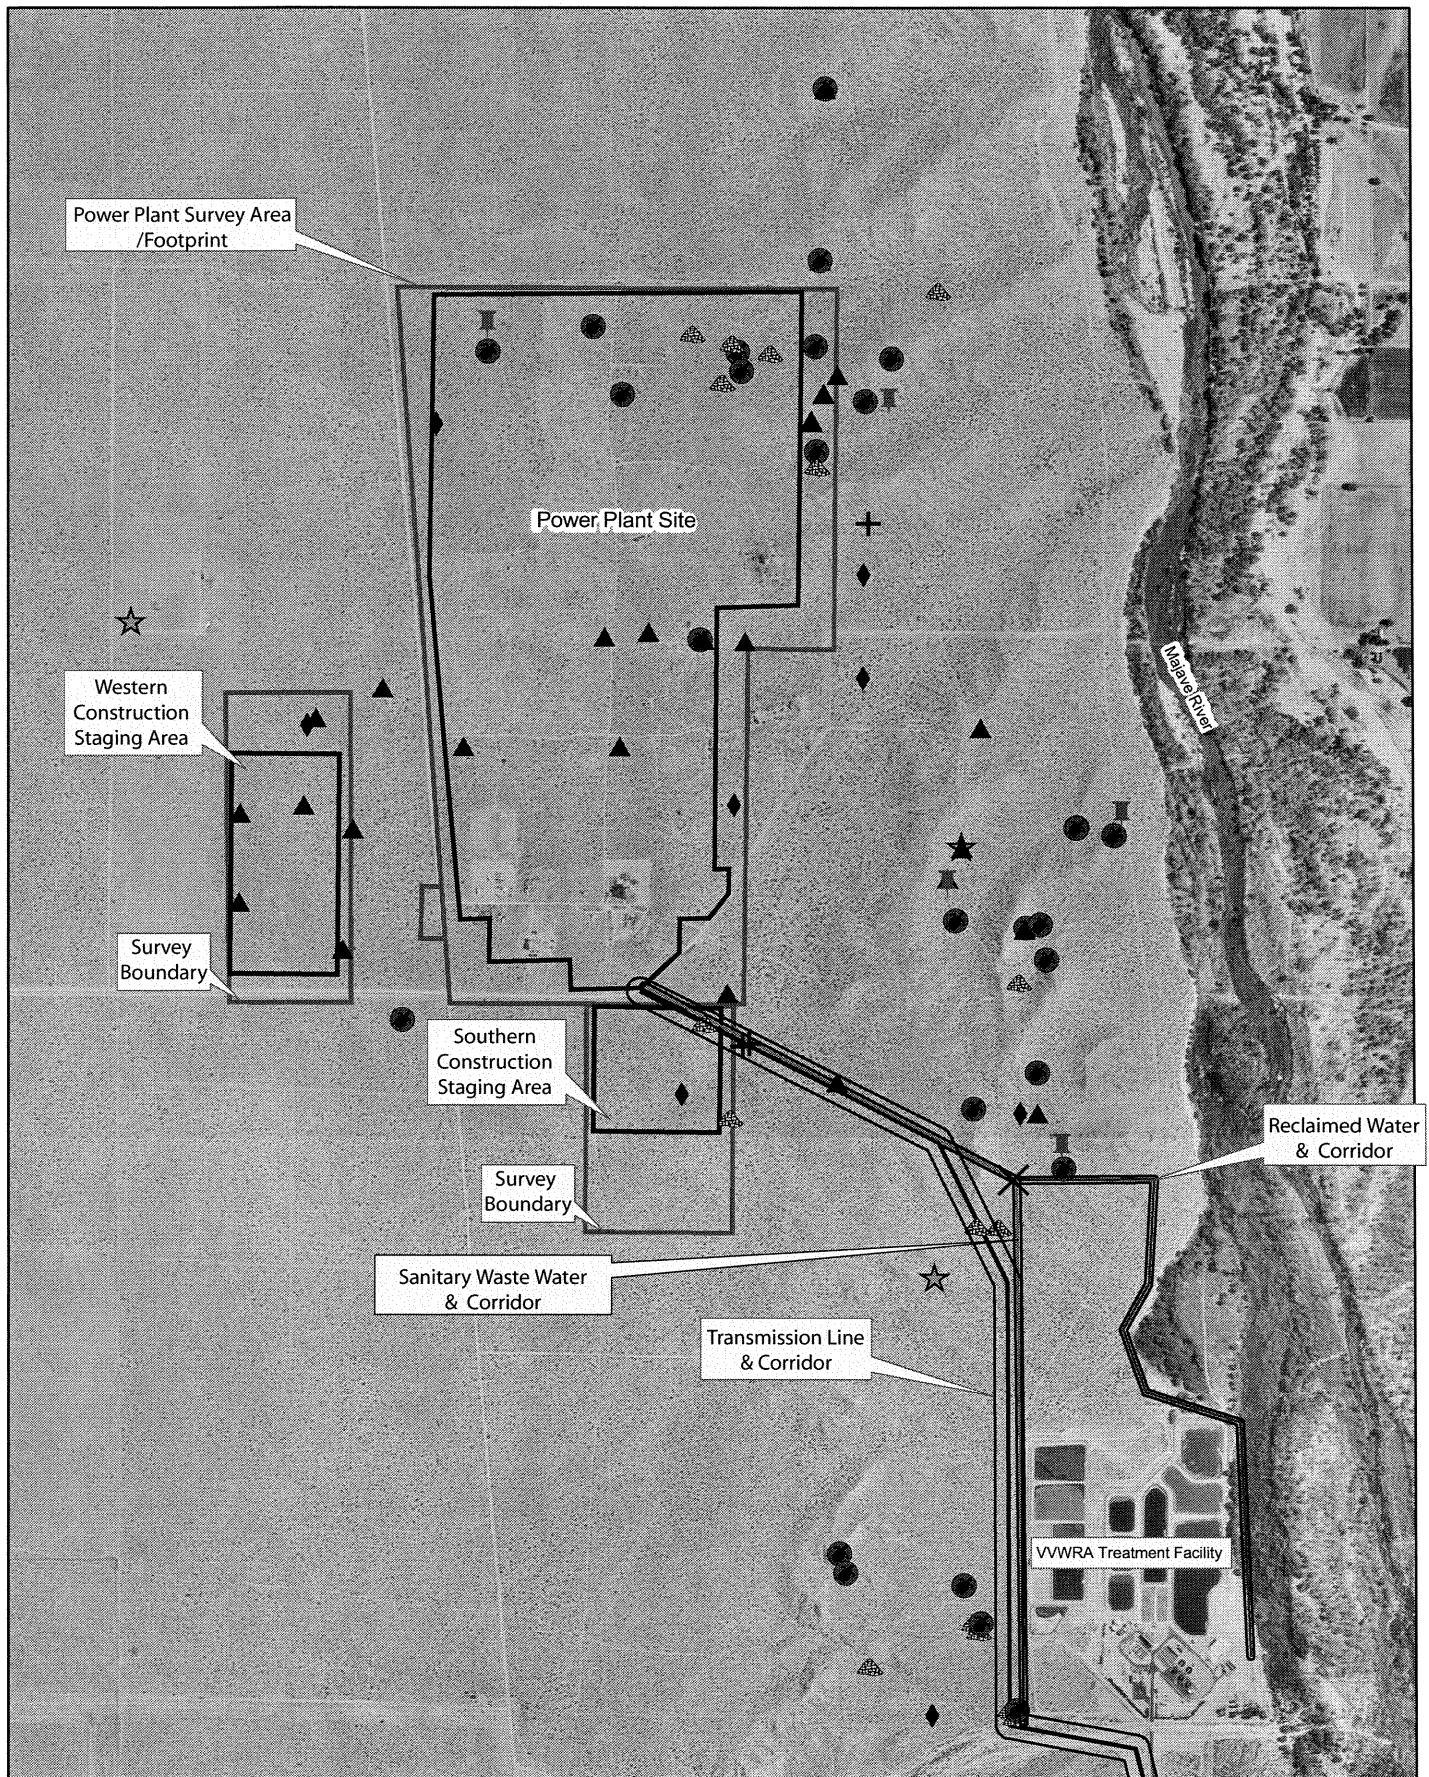 Power Plant Survey Area
/Footprint
Power Plant Site
Majave River
Western
Construction
Staging Area
Survey
Boundary
Southern
Construction
Staging Area
Reclaimed Water
& Corridor
Survey
Boundary
Sanitary Waste Water
& Corridor
Transmission Line
& Corridor
VVWRA Treatment Facility